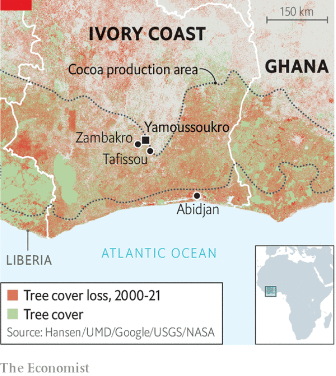 150 km
IVORY COAST
GHANA
Cocoa production area
Yamoussoukro
Zambakro
Tafissou
Abidjan
LIBERIA
ATLANTIC OCEAN
Tree cover loss, 2000-21
Tree cover
Source: Hansen/UMD/Google/USGS/NASA
The Economist